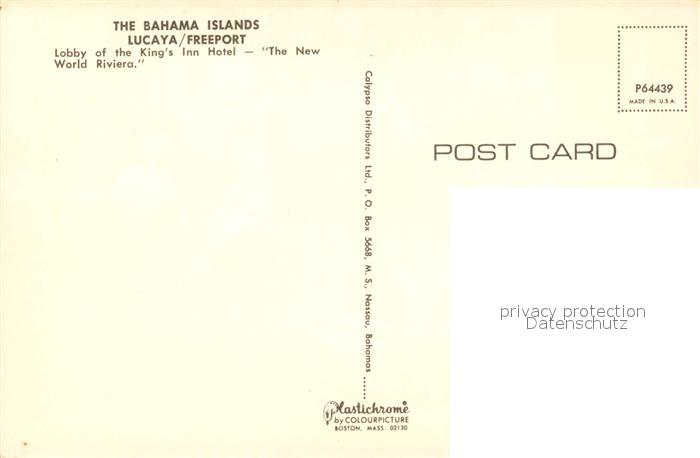 THE BAHAMA ISLANDS
LUCAYA/FREEPORT
Lobby of the King's Inn Hotel — "The New
World Riviera."
Calypso Distributors Ltd., P. O. Box 5668, M. S., Nassau, Bahamas
Plastichrome®
by COLOURPICTURE
BOSTON, MASS. 02130
P64439
MADE IN U.S.A.
POST CARD
privacy protection
Datenschutz